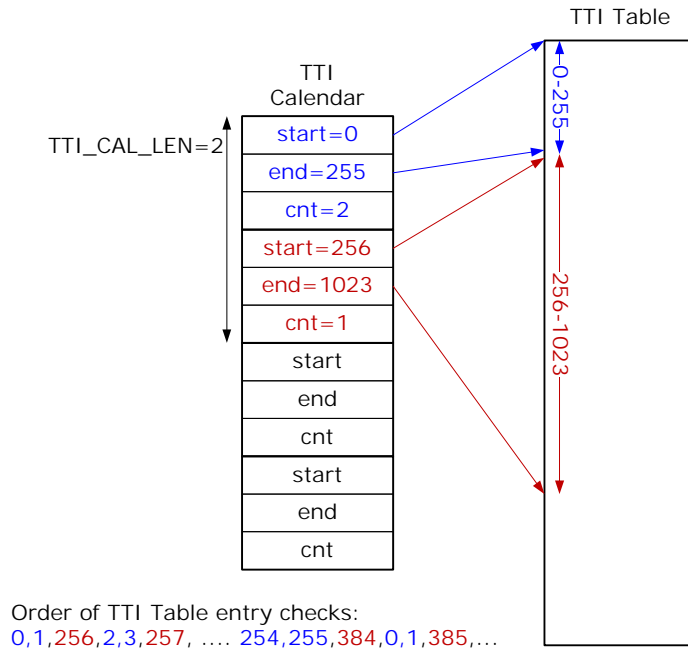 TTI Table
TTI
Calendar
TTI_CAL_LEN=2
start=0
end=255
cnt=2
start=256
end=1023
cnt=1
start
end
cnt
start
end
cnt
0-255
256-1023
Order of TTI Table entry checks:
0,1,256,2,3,257, .... 254,255,384,0,1,385,...